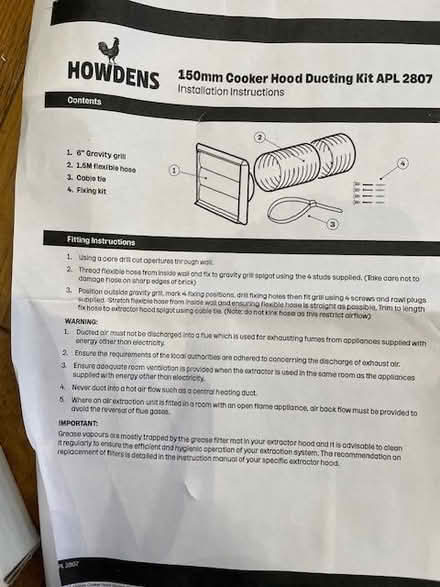 HOWDENS
150mm Cooker Hood Ducting Kit APL 2807
Installation Instructions
Contents
1. 6" Gravity grill
2. 1.5M flexible hose
3. Cable tie
4. Fixing kit
1
2
3
4
Fitting Instructions
1. Using a core drill cut apertures through wall.
2. Thread flexible hose from inside wall and fix to gravity grill spigot using the 4 studs supplied. (Take care not to
damage hose on sharp edges of brick)
3. Position outside gravity grill, mark 4 fixing positions, drill fixing holes then fit grill using 4 screws and rawl plugs
supplied. Stretch flexible hose from inside wall and ensuring flexible hose is straight as possible, Trim to length
fix hose to extractor hood spigot using cable tie. (Note: do not kink hose as this restrict airflow)
WARNING:
1. Ducted air must not be discharged into a flue which is used for exhausting fumes from appliances supplied with
energy other than electricity.
2. Ensure the requirements of the local authorities are adhered to concerning the discharge of exhaust air.
3. Ensure adequate room ventilation is provided when the extractor is used in the same room as the appliances
supplied with energy other than electricity.
4. Never duct into a hot air flow such as a central heating duct.
5. Where an air extraction unit is fitted in a room with an open flame appliance, air back flow must be provided to
avoid the reversal of flue gases.
IMPORTANT:
Grease vapours are mostly trapped by the grease filter mat in your extractor hood and it is advisable to clean
it regularly to ensure the efficient and hygienic operation of your extraction system. The recommendation on
replacement of filters is detailed in the instruction manual of your specific extractor hood.
APL 2807
Cooker Hood